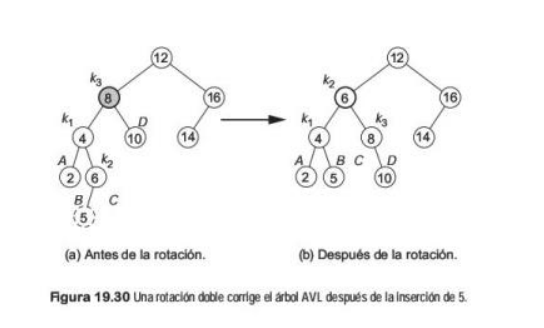 12
12
k3
k2
8
16
6
16
k1
D
k1
k3
4
10
14
4
8
14
A
k2
A
B
C
D
2
6
2
5
10
B
C
5
(a) Antes de la rotación.
(b) Después de la rotación.
Figura 19.30 Una rotación doble corrige el árbol AVL después de la inserción de 5.